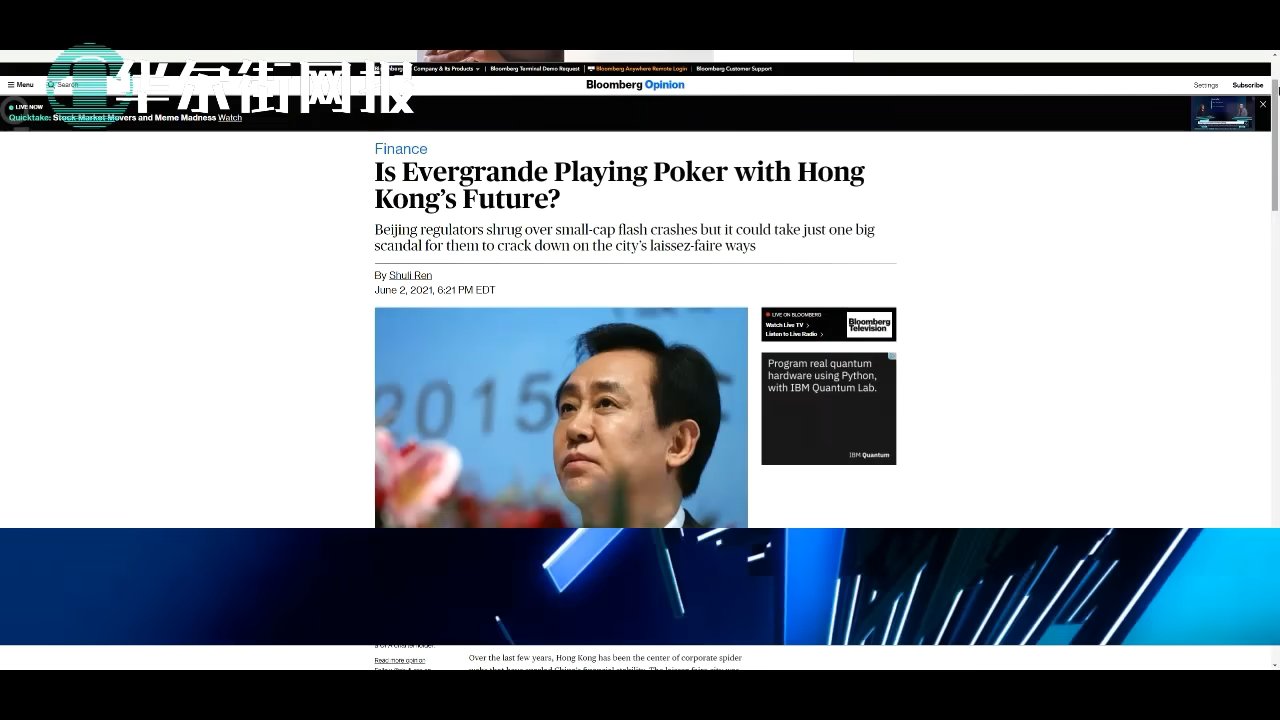 Company & Its Products
Bloomberg Terminal Demo Request
Bloomberg Anywhere Remote Login
Bloomberg Customer Support
华尔街网报
Menu
Search
Bloomberg Opinion
Settings
Subscribe
LIVE NOW
Quicktake: Stock Market Movers and Meme Madness Watch
Finance
Is Evergrande Playing Poker with Hong
Kong's Future?
Beijing regulators shrug over small-cap flash crashes but it could take just one big
scandal for them to crack down on the city's laissez-faire ways
By Shuli Ren
June 2, 2021, 6:21 PM EDT
2015
LIVE ON BLOOMBERG
Watch Live TV
Listen to Live Radio
Bloomberg
Television
Program real quantum
hardware using Python,
with IBM Quantum Lab.
IBM Quantum
Read more opinion
Over the last few years, Hong Kong has been the center of corporate spider